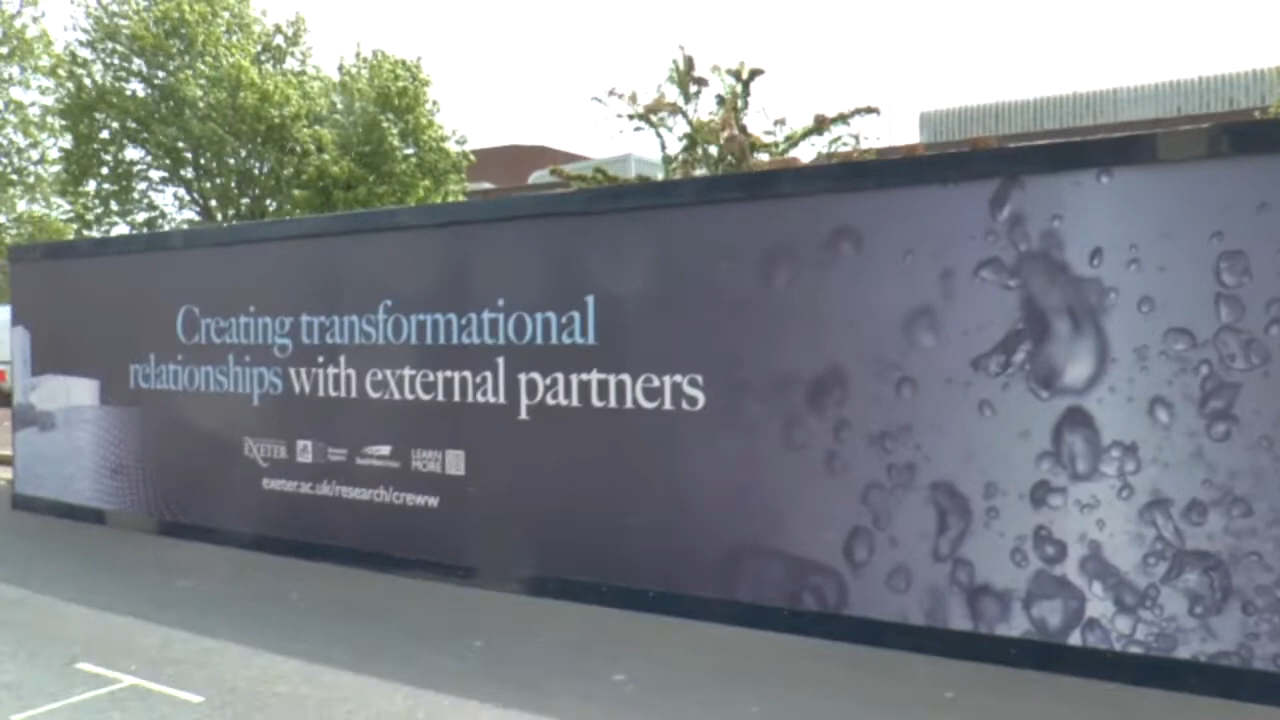 Creating transformational
relationships with external partners
EXETER
LEARN
MORE
exeter.ac.uk/research/creww